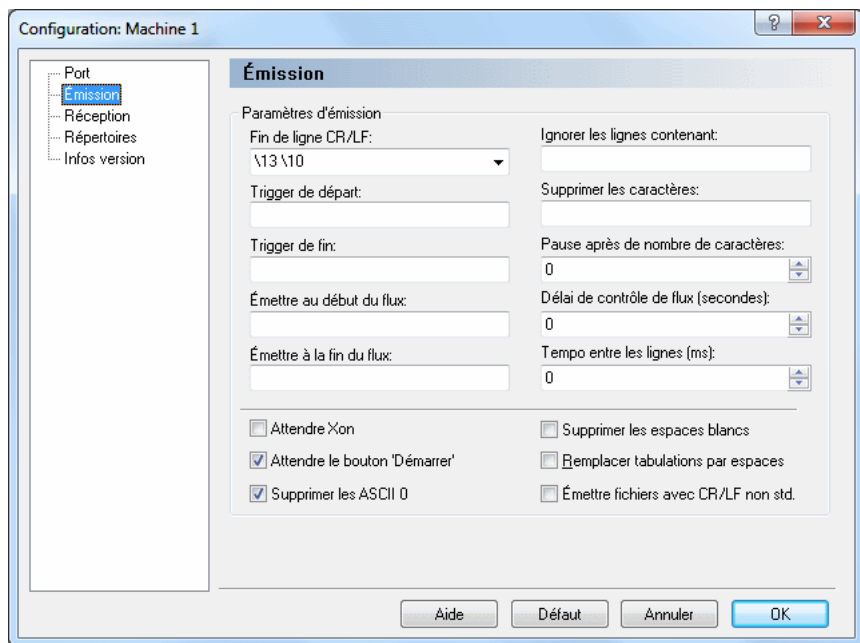 Configuration: Machine 1
Port
Émission
Réception
Répertoires
Infos version
Émission
Paramètres d'émission
Fin de ligne CR/LF:
\13 \10
Trigger de départ:
Trigger de fin:
Émettre au début du flux:
Émettre à la fin du flux:
Ignorer les lignes contenant:
Supprimer les caractères:
Pause après de nombre de caractères:
0
Délai de contrôle de flux (secondes):
0
Tempo entre les lignes (ms):
0
Attendre Xon
Attendre le bouton 'Démarrer'
Supprimer les ASCII 0
Supprimer les espaces blancs
Remplacer tabulations par espaces
Émettre fichiers avec CR/LF non std.
Aide
Défaut
Annuler
OK